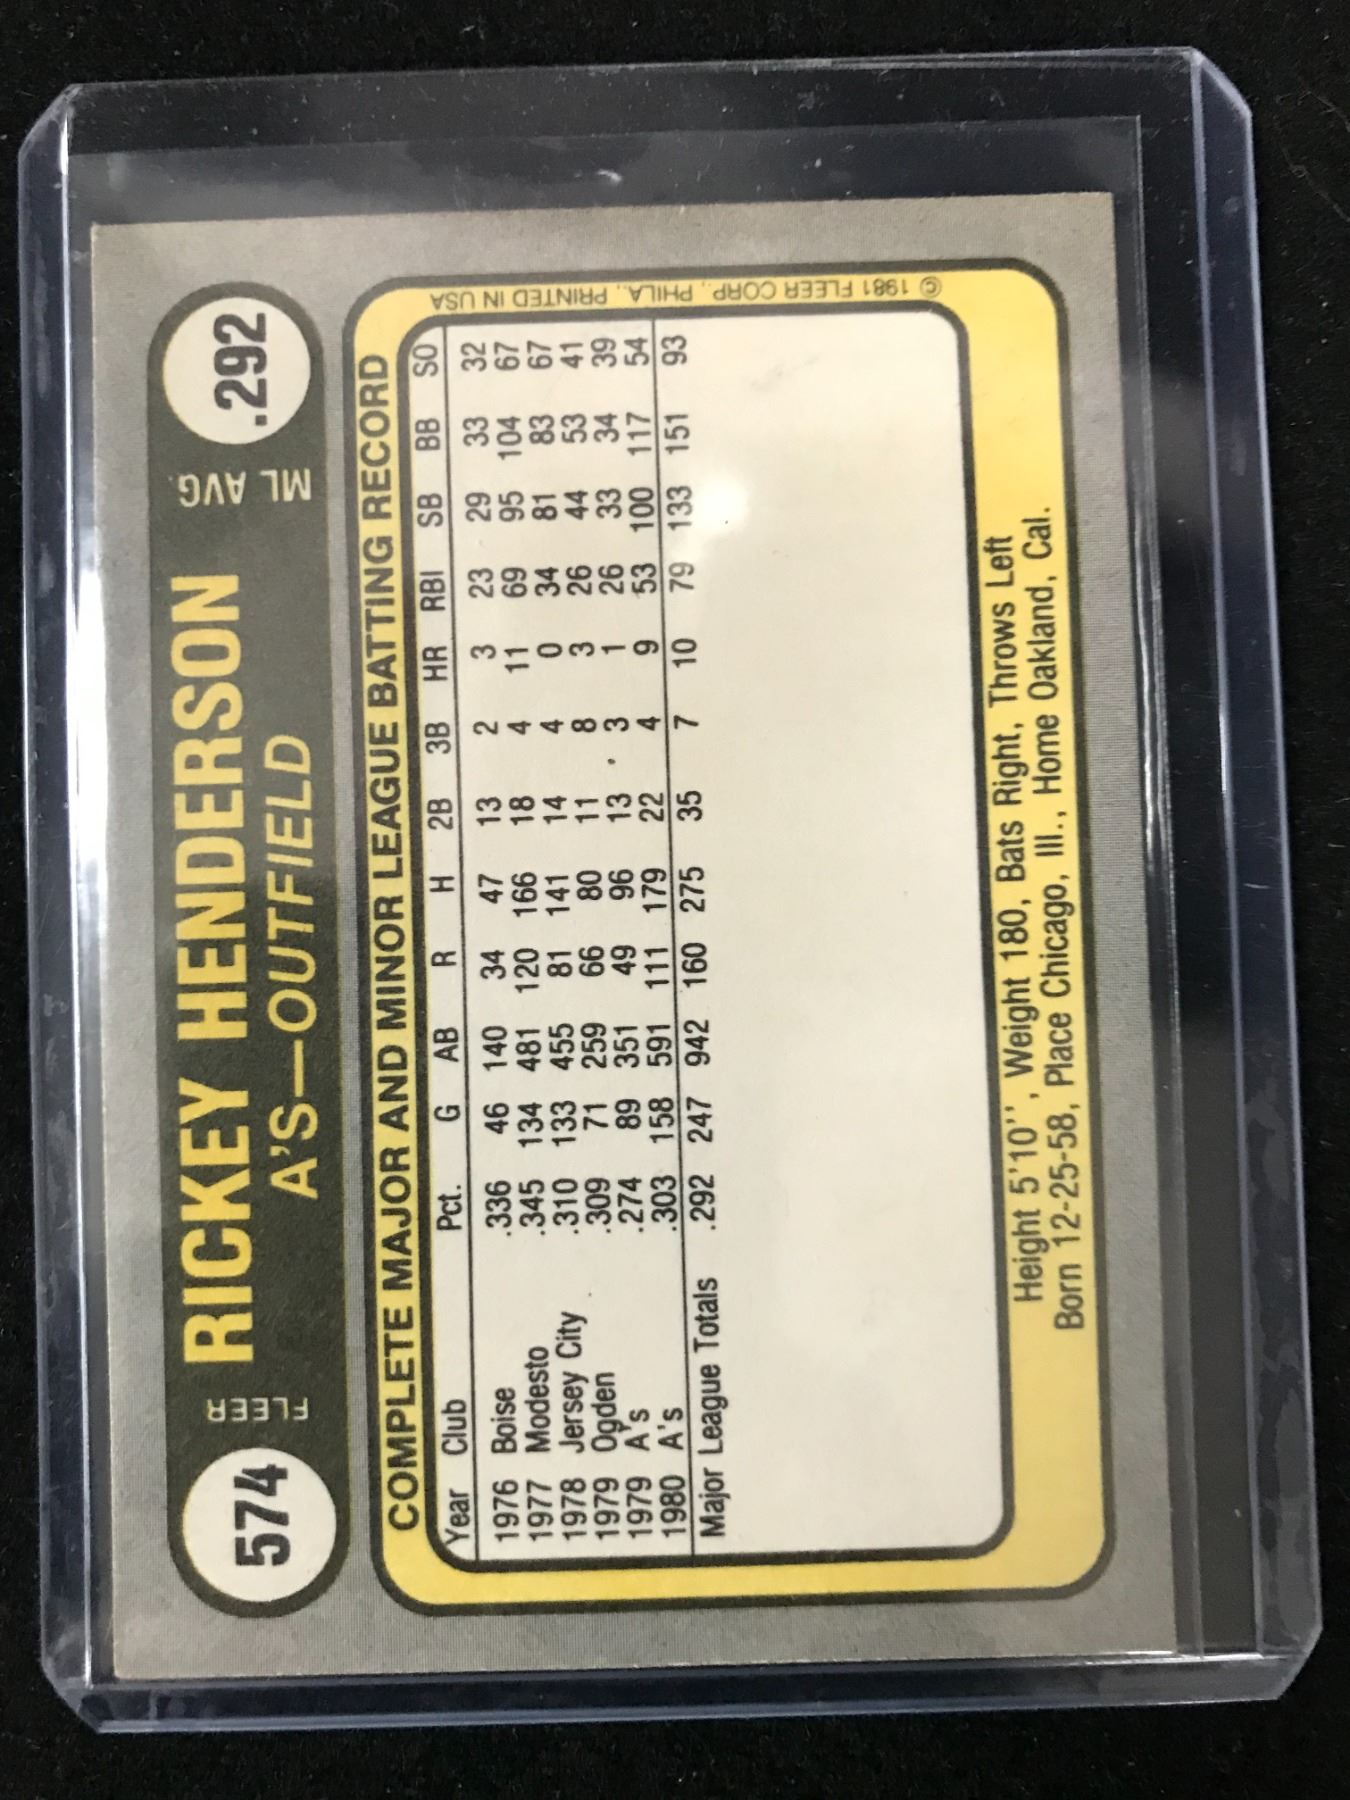 574 FLEER RICKEY HENDERSON ML AVG. .292
A'S—OUTFIELD
COMPLETE MAJOR AND MINOR LEAGUE BATTING RECORD
Year Club Pct. G AB R H 2B 3B HR RBI SB BB SO
1976 Boise .336 46 140 34 47 13 2 3 23 29 33 32
1977 Modesto .345 134 481 120 166 18 4 11 69 95 104 67
1978 Jersey City .310 133 455 81 141 14 4 0 34 81 83 67
1979 Ogden .309 71 259 66 80 11 8 3 26 44 53 41
1979 A's .274 89 351 49 96 13 3 1 26 33 34 39
1980 A's .303 158 591 111 179 22 4 9 53 100 117 54
Major League Totals .292 247 942 160 275 35 7 10 79 133 151 93
Height 5'10'', Weight 180, Bats Right, Throws Left
Born 12-25-58, Place Chicago, Ill., Home Oakland, Cal.
© 1981 FLEER CORP., PHILA., PRINTED IN USA